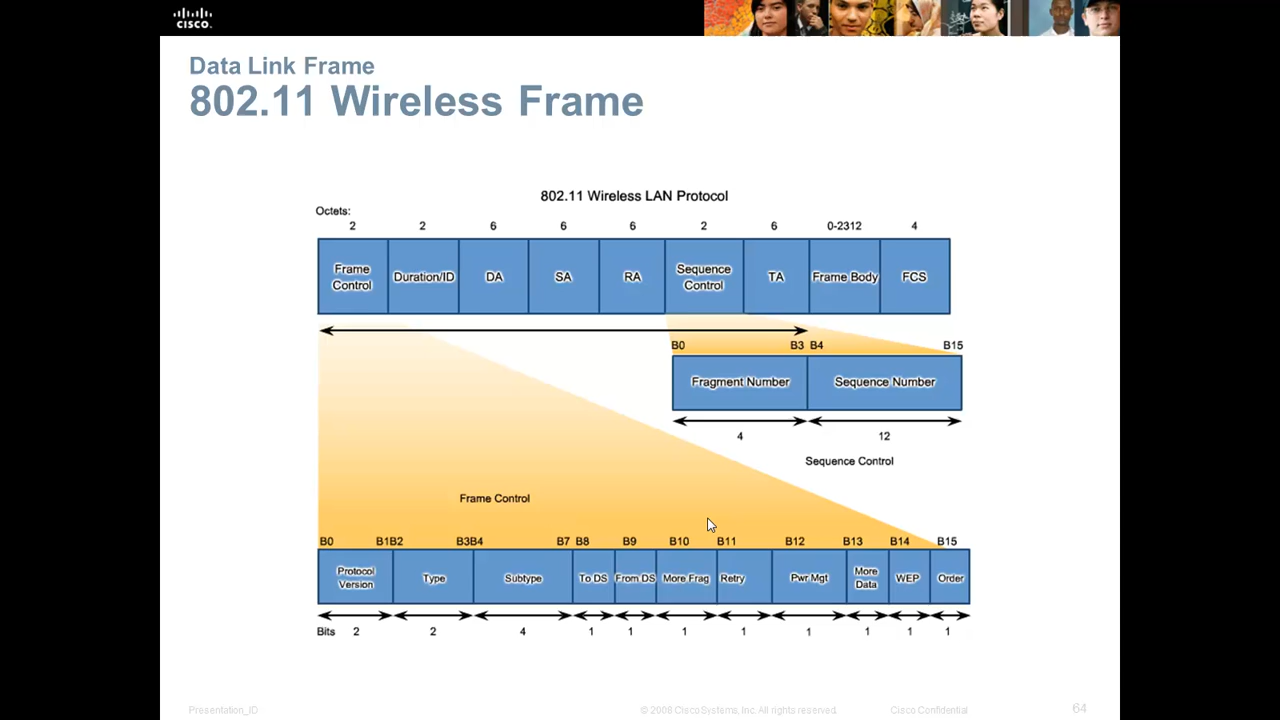 CISCO.
Data Link Frame
802.11 Wireless Frame
802.11 Wireless LAN Protocol
Octets:
2 2 6 6 6 2 6 0-2312 4
Frame Control Duration/ID DA SA RA Sequence Control TA Frame Body FCS
B0 B3 B4 B15
Fragment Number Sequence Number
4 12
Sequence Control
Frame Control
B0 B1 B2 B3 B4 B7 B8 B9 B10 B11 B12 B13 B14 B15
Protocol Version Type Subtype To DS From DS More Frag Retry Pwr Mgt More Data WEP Order
Bits 2 2 4 1 1 1 1 1 1 1 1
Presentation_ID © 2008 Cisco Systems, Inc. All rights reserved. Cisco Confidential 64